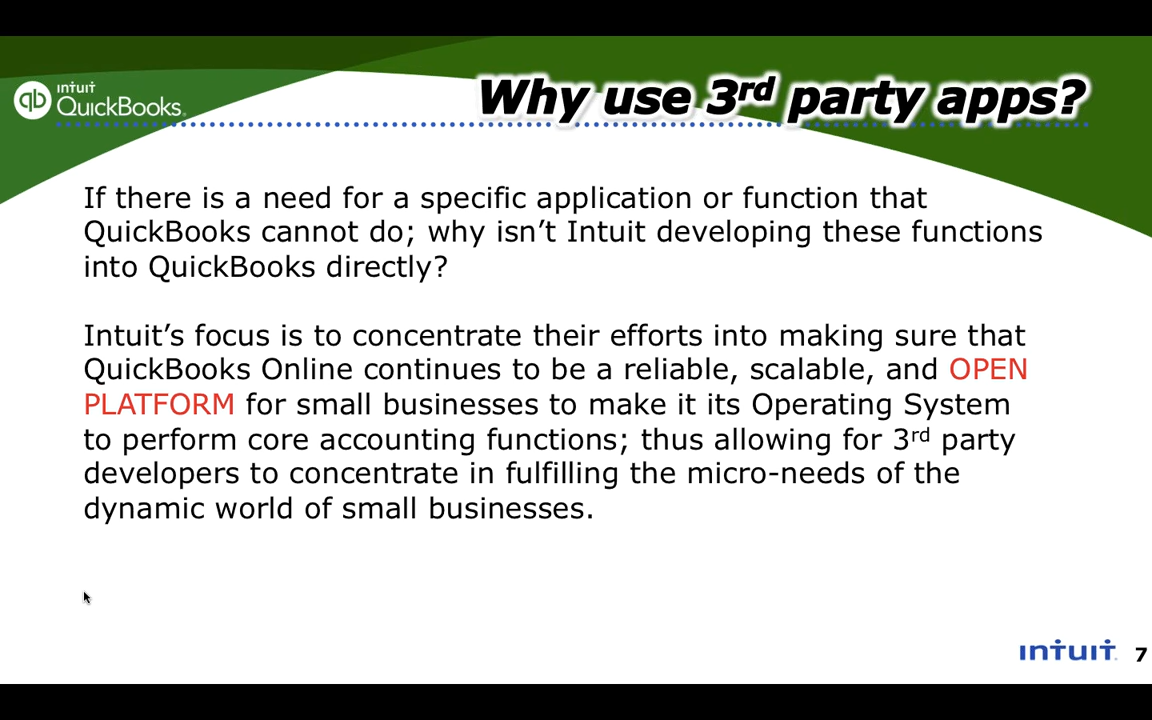 intuit
QuickBooks.
Why use 3rd party apps?
If there is a need for a specific application or function that
QuickBooks cannot do; why isn’t Intuit developing these functions
into QuickBooks directly?
Intuit’s focus is to concentrate their efforts into making sure that
QuickBooks Online continues to be a reliable, scalable, and OPEN
PLATFORM for small businesses to make it its Operating System
to perform core accounting functions; thus allowing for 3rd party
developers to concentrate in fulfilling the micro-needs of the
dynamic world of small businesses.
intuit 7